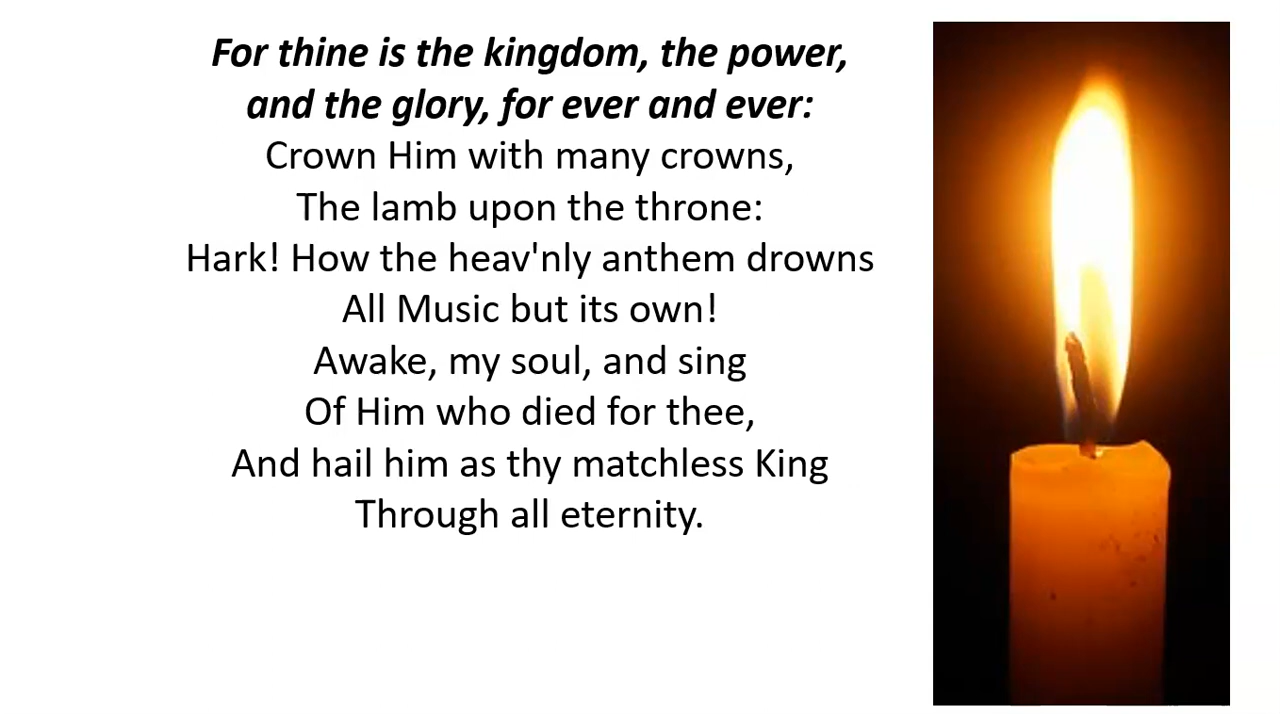 For thine is the kingdom, the power,
and the glory, for ever and ever:
Crown Him with many crowns,
The lamb upon the throne:
Hark! How the heav'nly anthem drowns
All Music but its own!
Awake, my soul, and sing
Of Him who died for thee,
And hail him as thy matchless King
Through all eternity.